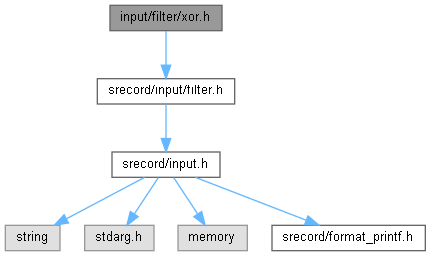 input/filter/xor.h
srecord/input/filter.h
srecord/input.h
string
stdarg.h
memory
srecord/format_printf.h